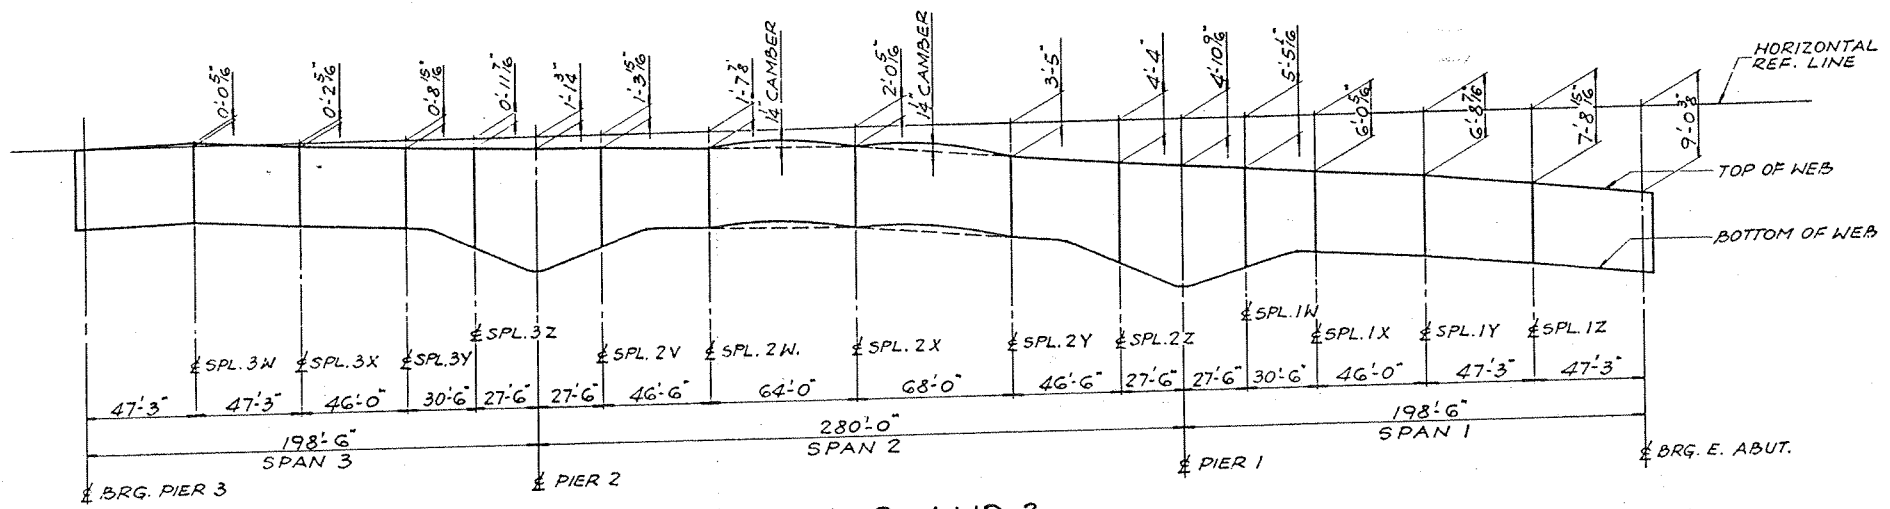 0'-0 5/16"
0'-2 5/16"
0'-8 15/16"
0'-11 7/16"
1'-1 3/4"
1'-3 15/16"
1'-7 7/8"
1 1/4" CAMBER
2'-0 5/16"
1 1/4" CAMBER
3'-5"
4'-4"
4'-10 9/16"
5'-5 1/16"
6'-0 5/16"
6'-8 7/16"
7'-8 15/16"
9'-0 3/8"
HORIZONTAL
REF. LINE
TOP OF WEB
BOTTOM OF WEB
℄ SPL. 3W
℄ SPL. 3X
℄ SPL. 3Y
℄ SPL. 3Z
℄ SPL. 2V
℄ SPL. 2W.
℄ SPL. 2X
℄ SPL. 2Y
℄ SPL. 2Z
℄ SPL. 1W
℄ SPL. 1X
℄ SPL. 1Y
℄ SPL. 1Z
47'-3" 47'-3" 46'-0" 30'-6" 27'-6" 27'-6" 46'-6" 64'-0" 68'-0" 46'-6" 27'-6" 27'-6" 30'-6" 46'-0" 47'-3" 47'-3"
198'-6" 280'-0" 198'-6"
SPAN 3 SPAN 2 SPAN 1
℄ BRG. PIER 3 ℄ PIER 2 ℄ PIER 1 ℄ BRG. E. ABUT.